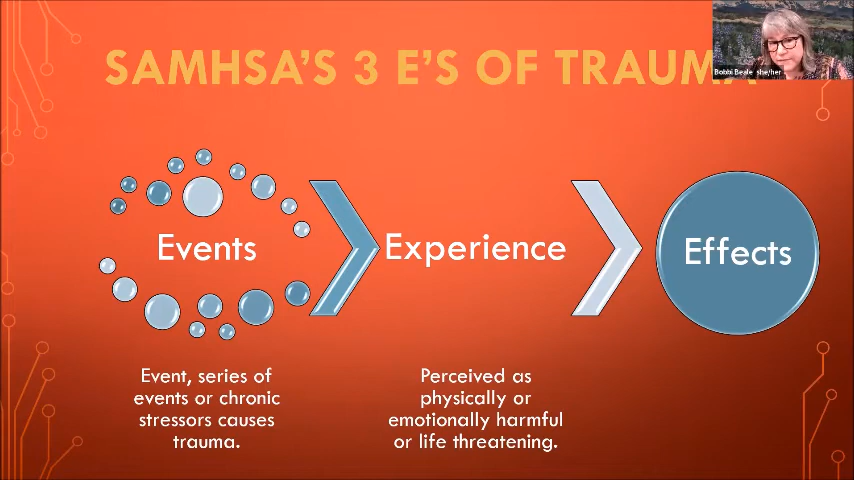 SAMHSA'S 3 E'S OF TRAUMA
Bobbi Beale she/her
Events
Experience
Effects
Event, series of
events or chronic
stressors causes
trauma.
Perceived as
physically or
emotionally harmful
or life threatening.